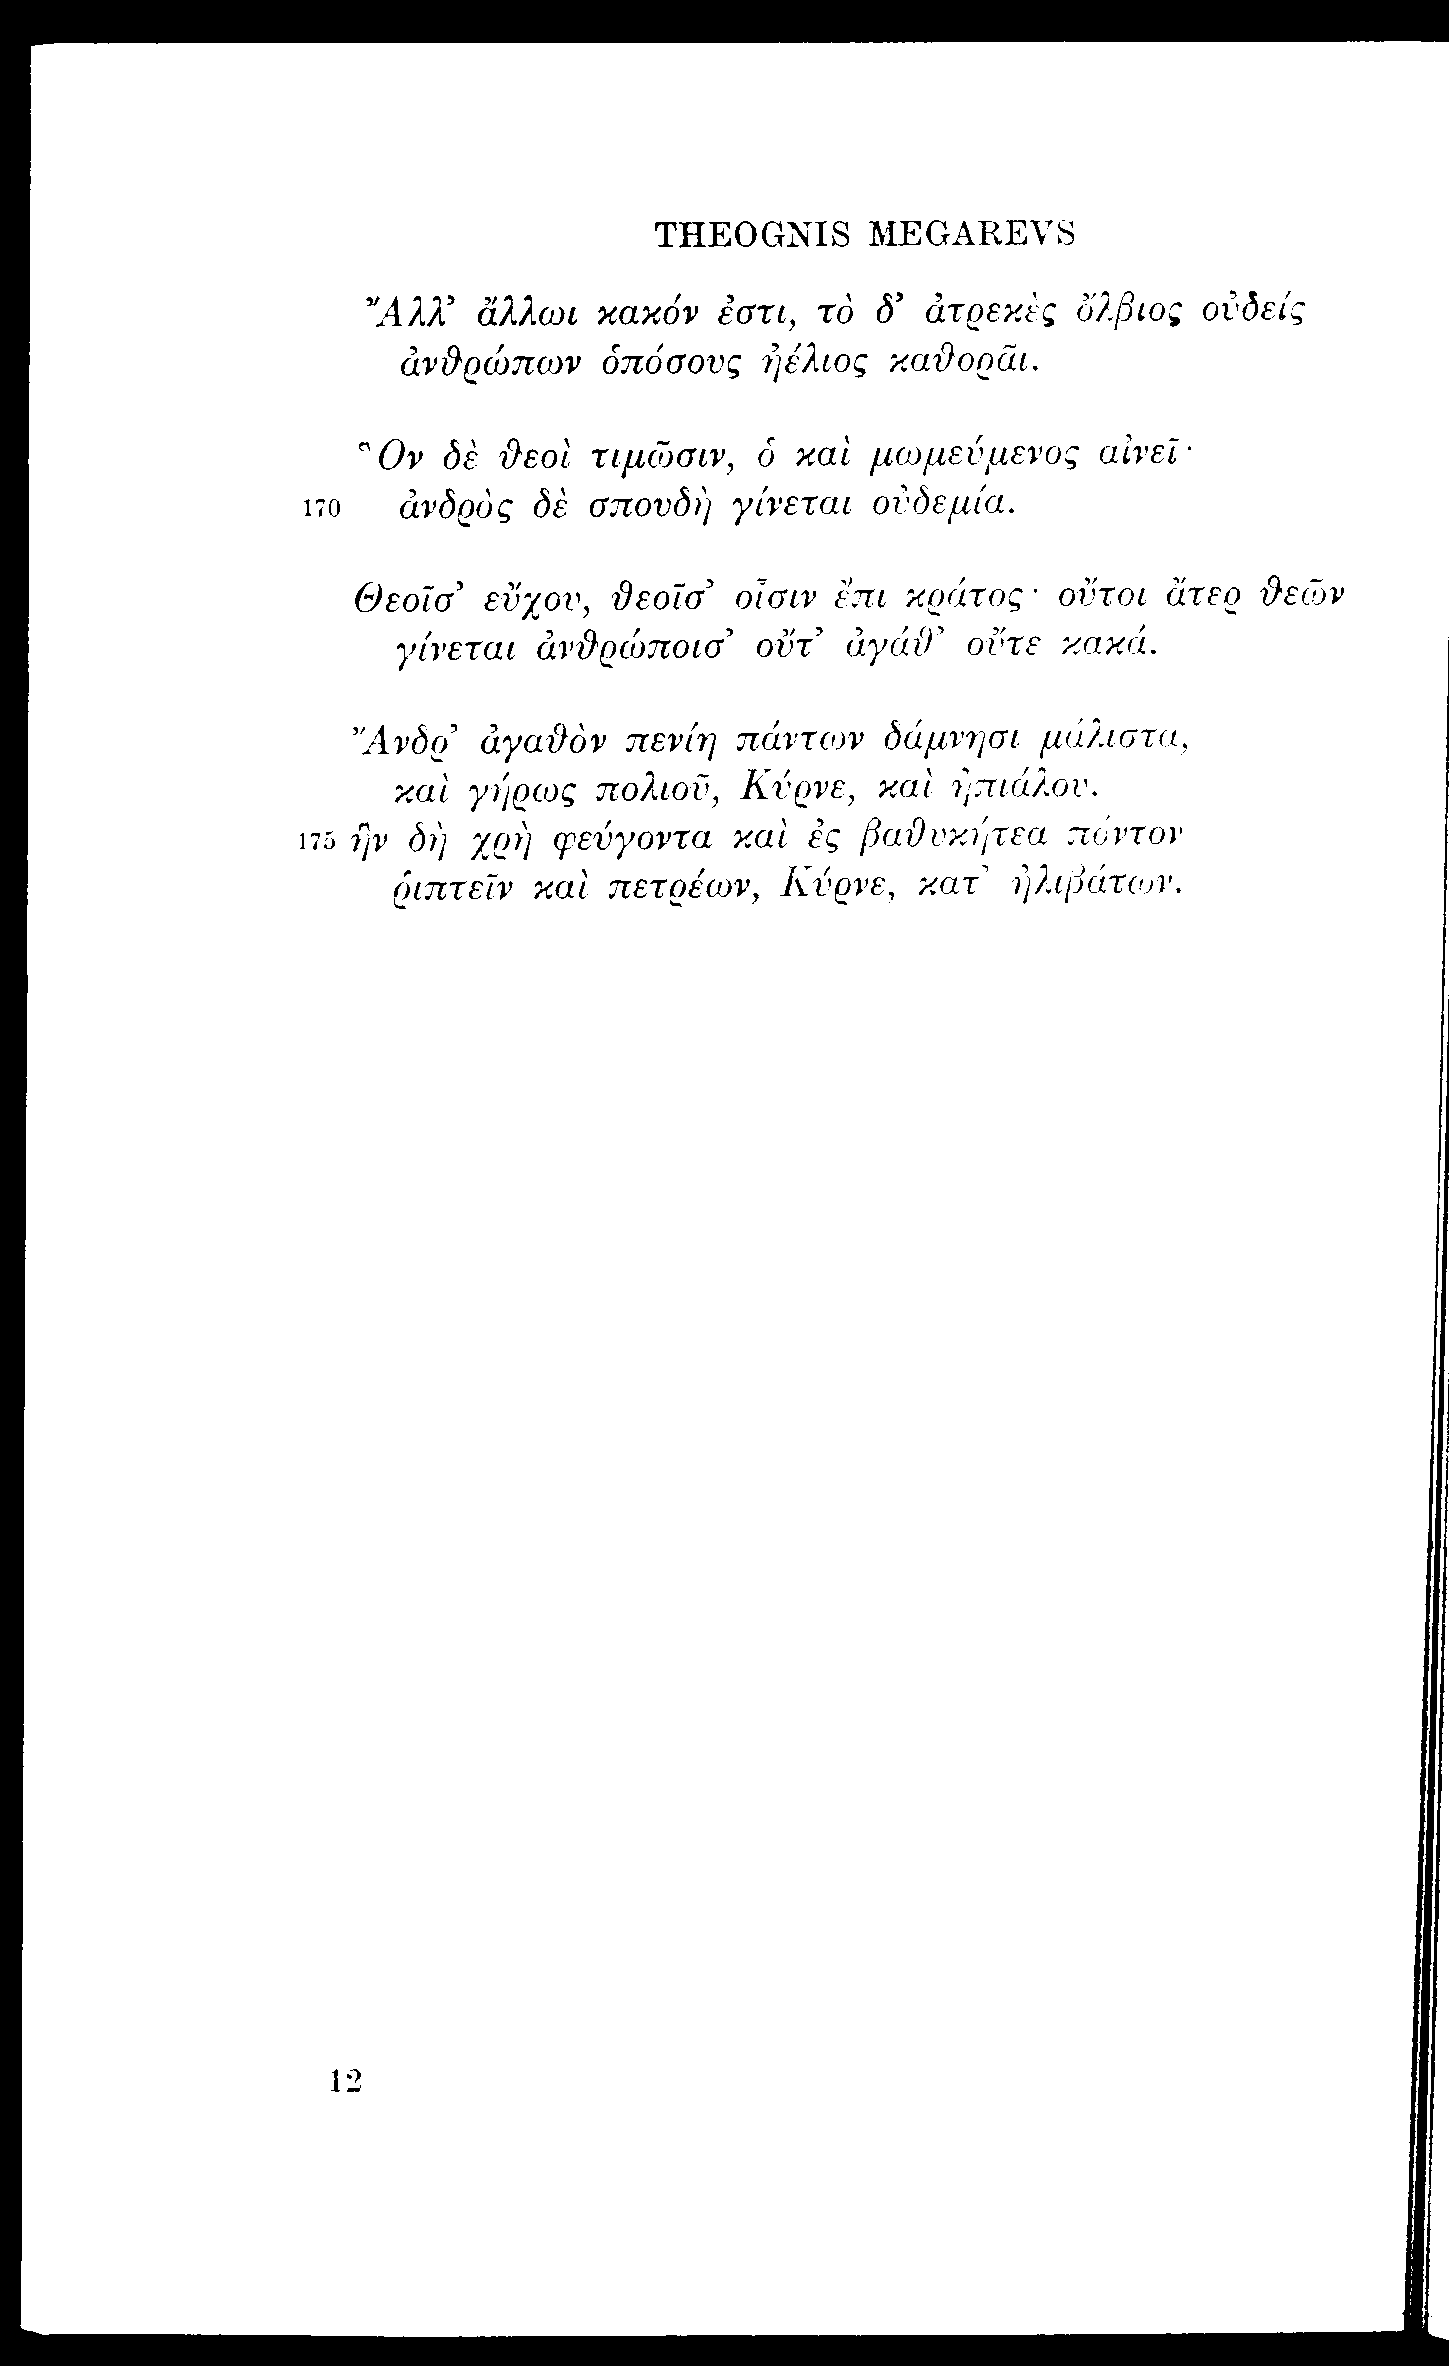 THEOGNIS MEGAREVS
Ἄλλ’ ἄλλωι κακόν ἐστι, τὸ δ’ ἀτρεκὲς ὄλβιος οὐδείς
ἀνθρώπων ὁπόσους ἠέλιος καθορᾶι.
Ὃν δὲ θεοὶ τιμῶσιν, ὁ καὶ μωμεύμενος αἰνεῖ·
170 ἀνδρὸς δὲ σπουδὴ γίνεται οὐδεμία.
Θεοῖσ’ εὔχου, θεοῖσ’ οἷσιν ἔπι κράτος· οὔτοι ἄτερ θεῶν
γίνεται ἀνθρώποισ’ οὔτ’ ἀγάθ’ οὔτε κακά.
Ἄνδρ’ ἀγαθὸν πενίη πάντων δάμνησι μάλιστα,
καὶ γήρως πολιοῦ, Κύρνε, καὶ ἠπιάλου.
175 ἣν δὴ χρὴ φεύγοντα καὶ ἐς βαθυκήτεα πόντον
ῥιπτεῖν καὶ πετρέων, Κύρνε, κατ’ ἠλιβάτων.
12